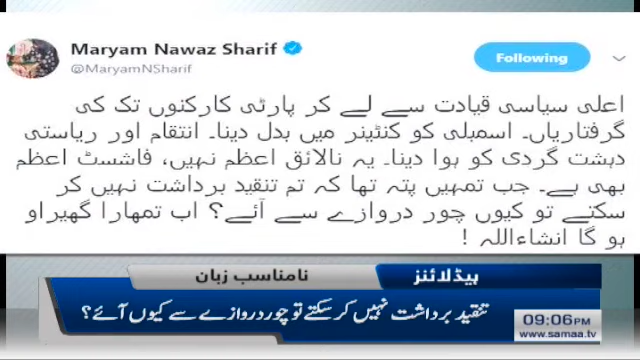 Maryam Nawaz Sharif
@MaryamNSharif
Following
اعلی سیاسی قیادت سے لے کر پارٹی کارکنوں تک کی
گرفتاریاں۔ اسمبلی کو کنٹینر میں بدل دینا۔ انتقام اور ریاستی
دہشت گردی کو ہوا دینا۔ یہ نالائق اعظم نہیں، فاشسٹ اعظم
بھی ہے۔ جب تمہیں پتہ تھا کہ تم تنقید برداشت نہیں کر
سکتے تو کیوں چور دروازے سے آئے؟ اب تمھارا گھیراو
ہو گا انشاءاللہ !
ہیڈلائنز
نامناسب زبان
تنقید برداشت نہیں کر سکتے تو چور دروازے سے کیوں آئے؟
09:06PM
www.samaa.tv